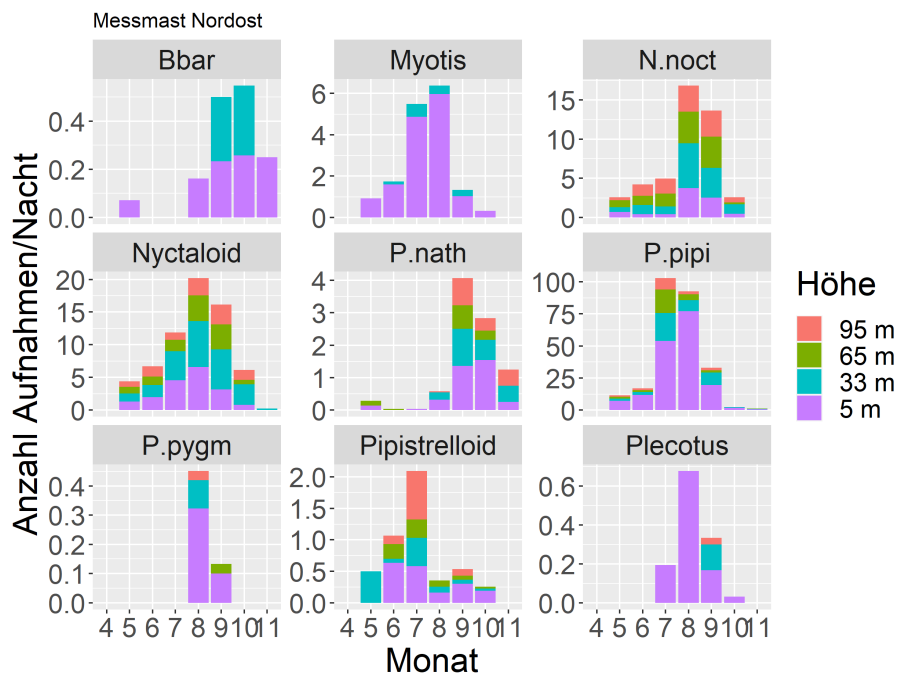 Messmast Nordost
Bbar Myotis N.noct
0.4 0.2 0.0
6 4 2 0
15 10 5 0
Nyctaloid P.nath P.pipi
20 15 10 5 0
4 3 2 1 0
100 75 50 25 0
P.pygm Pipistrelloid Plecotus
0.4 0.3 0.2 0.1 0.0
2.0 1.5 1.0 0.5 0.0
0.6 0.4 0.2 0.0
4 5 6 7 8 9 10 11 4 5 6 7 8 9 10 11 4 5 6 7 8 9 10 11
Monat
Anzahl Aufnahmen/Nacht
Höhe
95 m
65 m
33 m
5 m